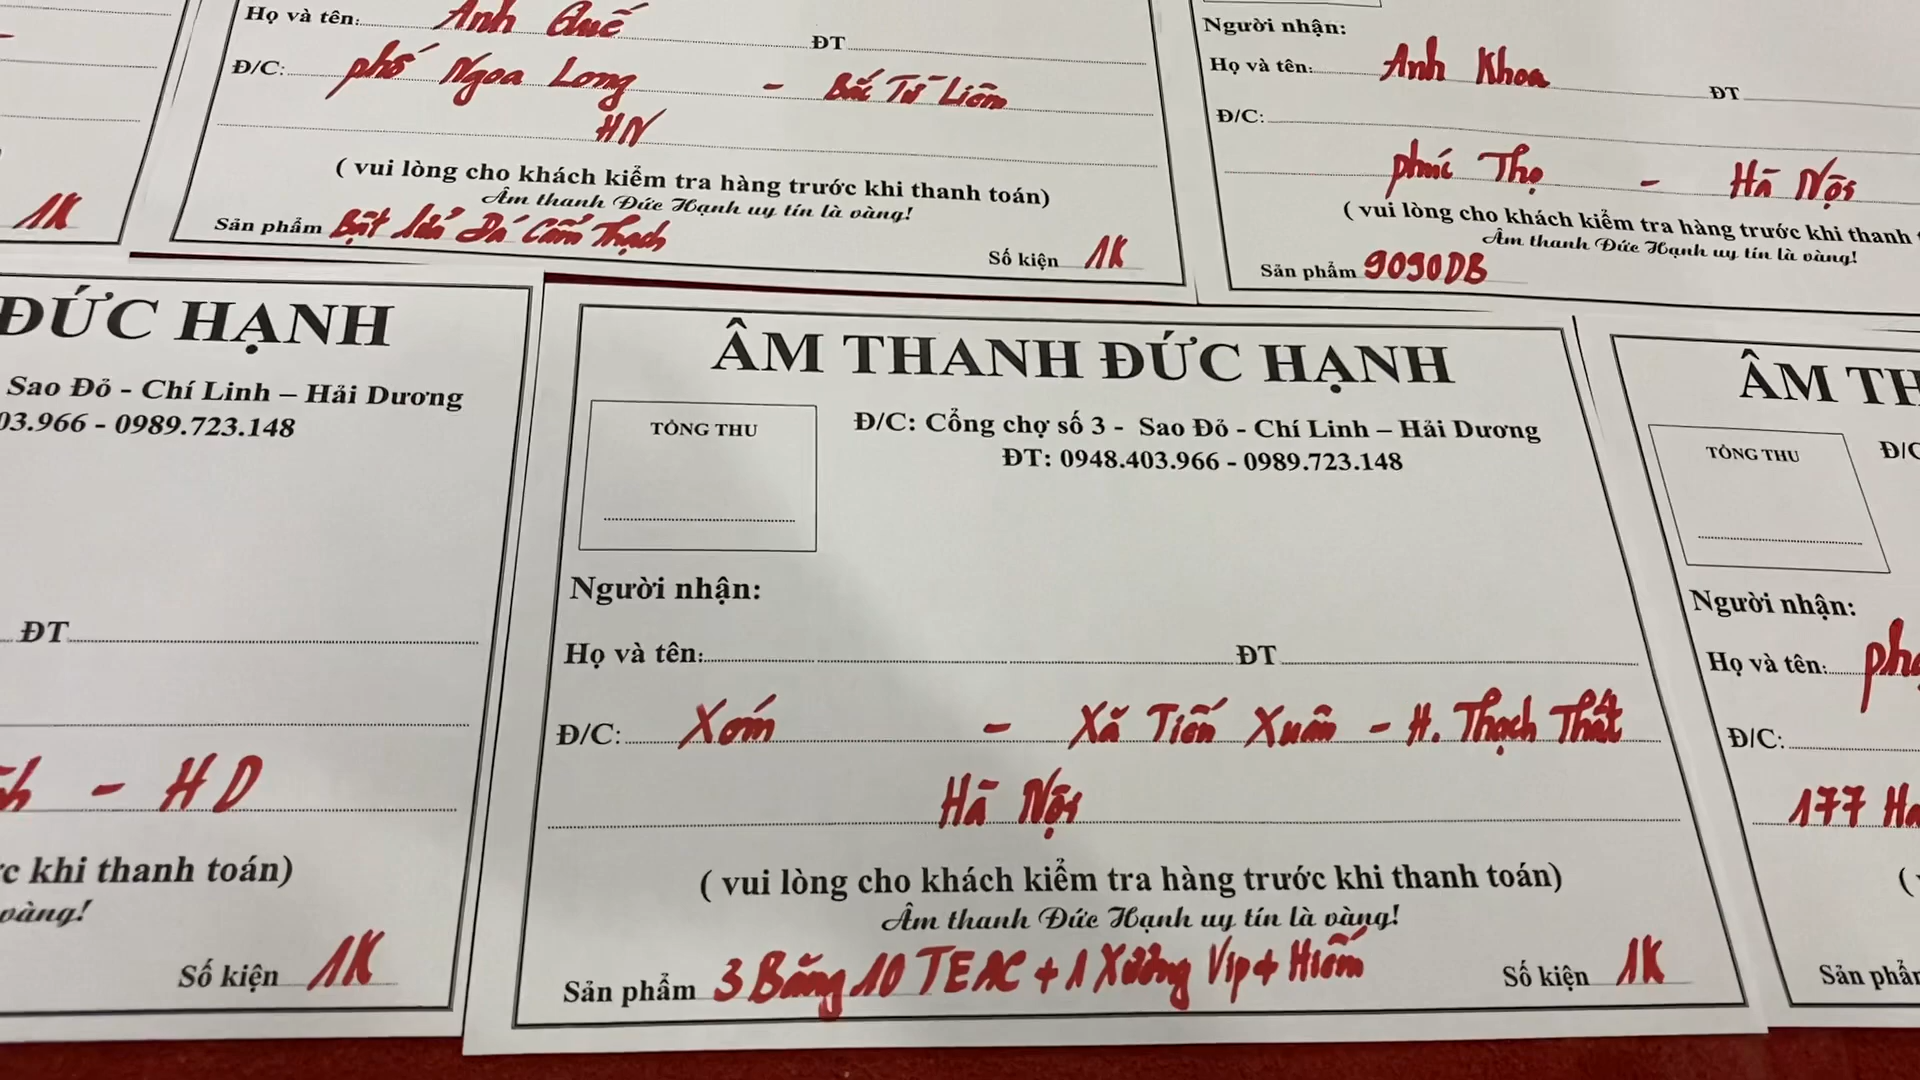 Họ và tên: Anh Quế ĐT
Đ/C: phố Ngoa Long - Bắc Từ Liêm
HN
( vui lòng cho khách kiểm tra hàng trước khi thanh toán)
Âm thanh Đức Hạnh uy tín là vàng!
Sản phẩm Bật lửa Đá Cẩm Thạch Số kiện 1K
1K
Người nhận:
Họ và tên: Anh Khoa ĐT
Đ/C:
phúc Thọ - Hà Nội
( vui lòng cho khách kiểm tra hàng trước khi thanh
Âm thanh Đức Hạnh uy tín là vàng!
Sản phẩm 9090DB
ĐỨC HẠNH
Sao Đỏ - Chí Linh – Hải Dương
03.966 - 0989.723.148
ĐT
- HD
khi thanh toán)
vàng!
Số kiện 1K
ÂM THANH ĐỨC HẠNH
TỔNG THU
Đ/C: Cổng chợ số 3 - Sao Đỏ - Chí Linh – Hải Dương
ĐT: 0948.403.966 - 0989.723.148
Người nhận:
Họ và tên: ĐT
Đ/C: Xóm - Xã Tiến Xuân - H. Thạch Thất
Hà Nội
( vui lòng cho khách kiểm tra hàng trước khi thanh toán)
Âm thanh Đức Hạnh uy tín là vàng!
Sản phẩm 3 Băng 10 TEAC + 1 Xưởng Vip + Hiếm Số kiện 1K
ÂM TH
TỔNG THU
Đ/C
Người nhận:
Họ và tên:
Đ/C:
177
(
Sản phẩm